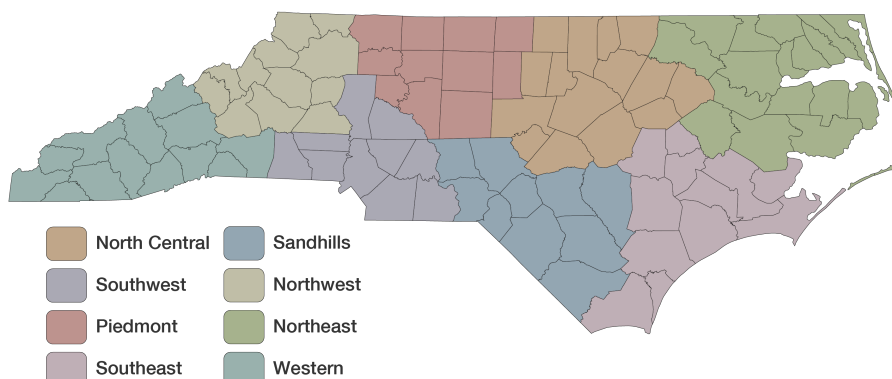 North Central
Sandhills
Southwest
Northwest
Piedmont
Northeast
Southeast
Western